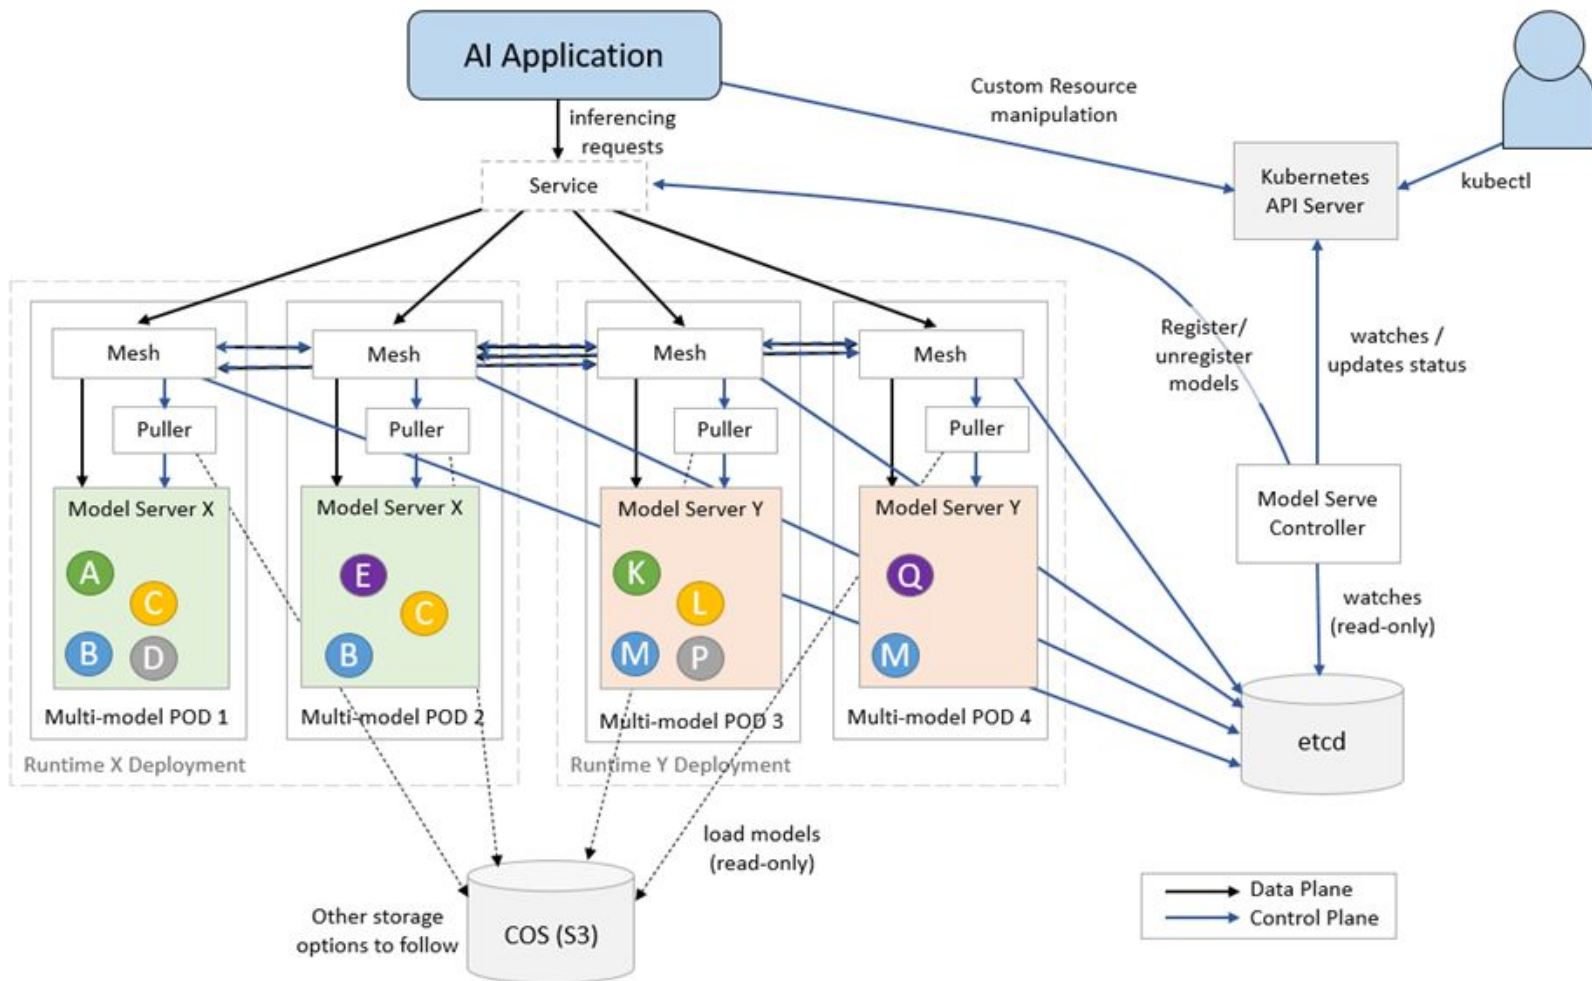 AI Application
Custom Resource
manipulation
inferencing
requests
Service
Kubernetes
API Server
kubectl
Mesh
Mesh
Mesh
Mesh
Register/
unregister
models
watches /
updates status
Puller
Puller
Puller
Puller
Model Server X
Model Server X
Model Server Y
Model Server Y
Model Serve
Controller
A
C
B
D
E
C
B
K
L
M
P
Q
M
watches
(read-only)
Multi-model POD 1
Multi-model POD 2
Multi-model POD 3
Multi-model POD 4
Runtime X Deployment
Runtime Y Deployment
etcd
load models
(read-only)
Other storage
options to follow
COS (S3)
Data Plane
Control Plane